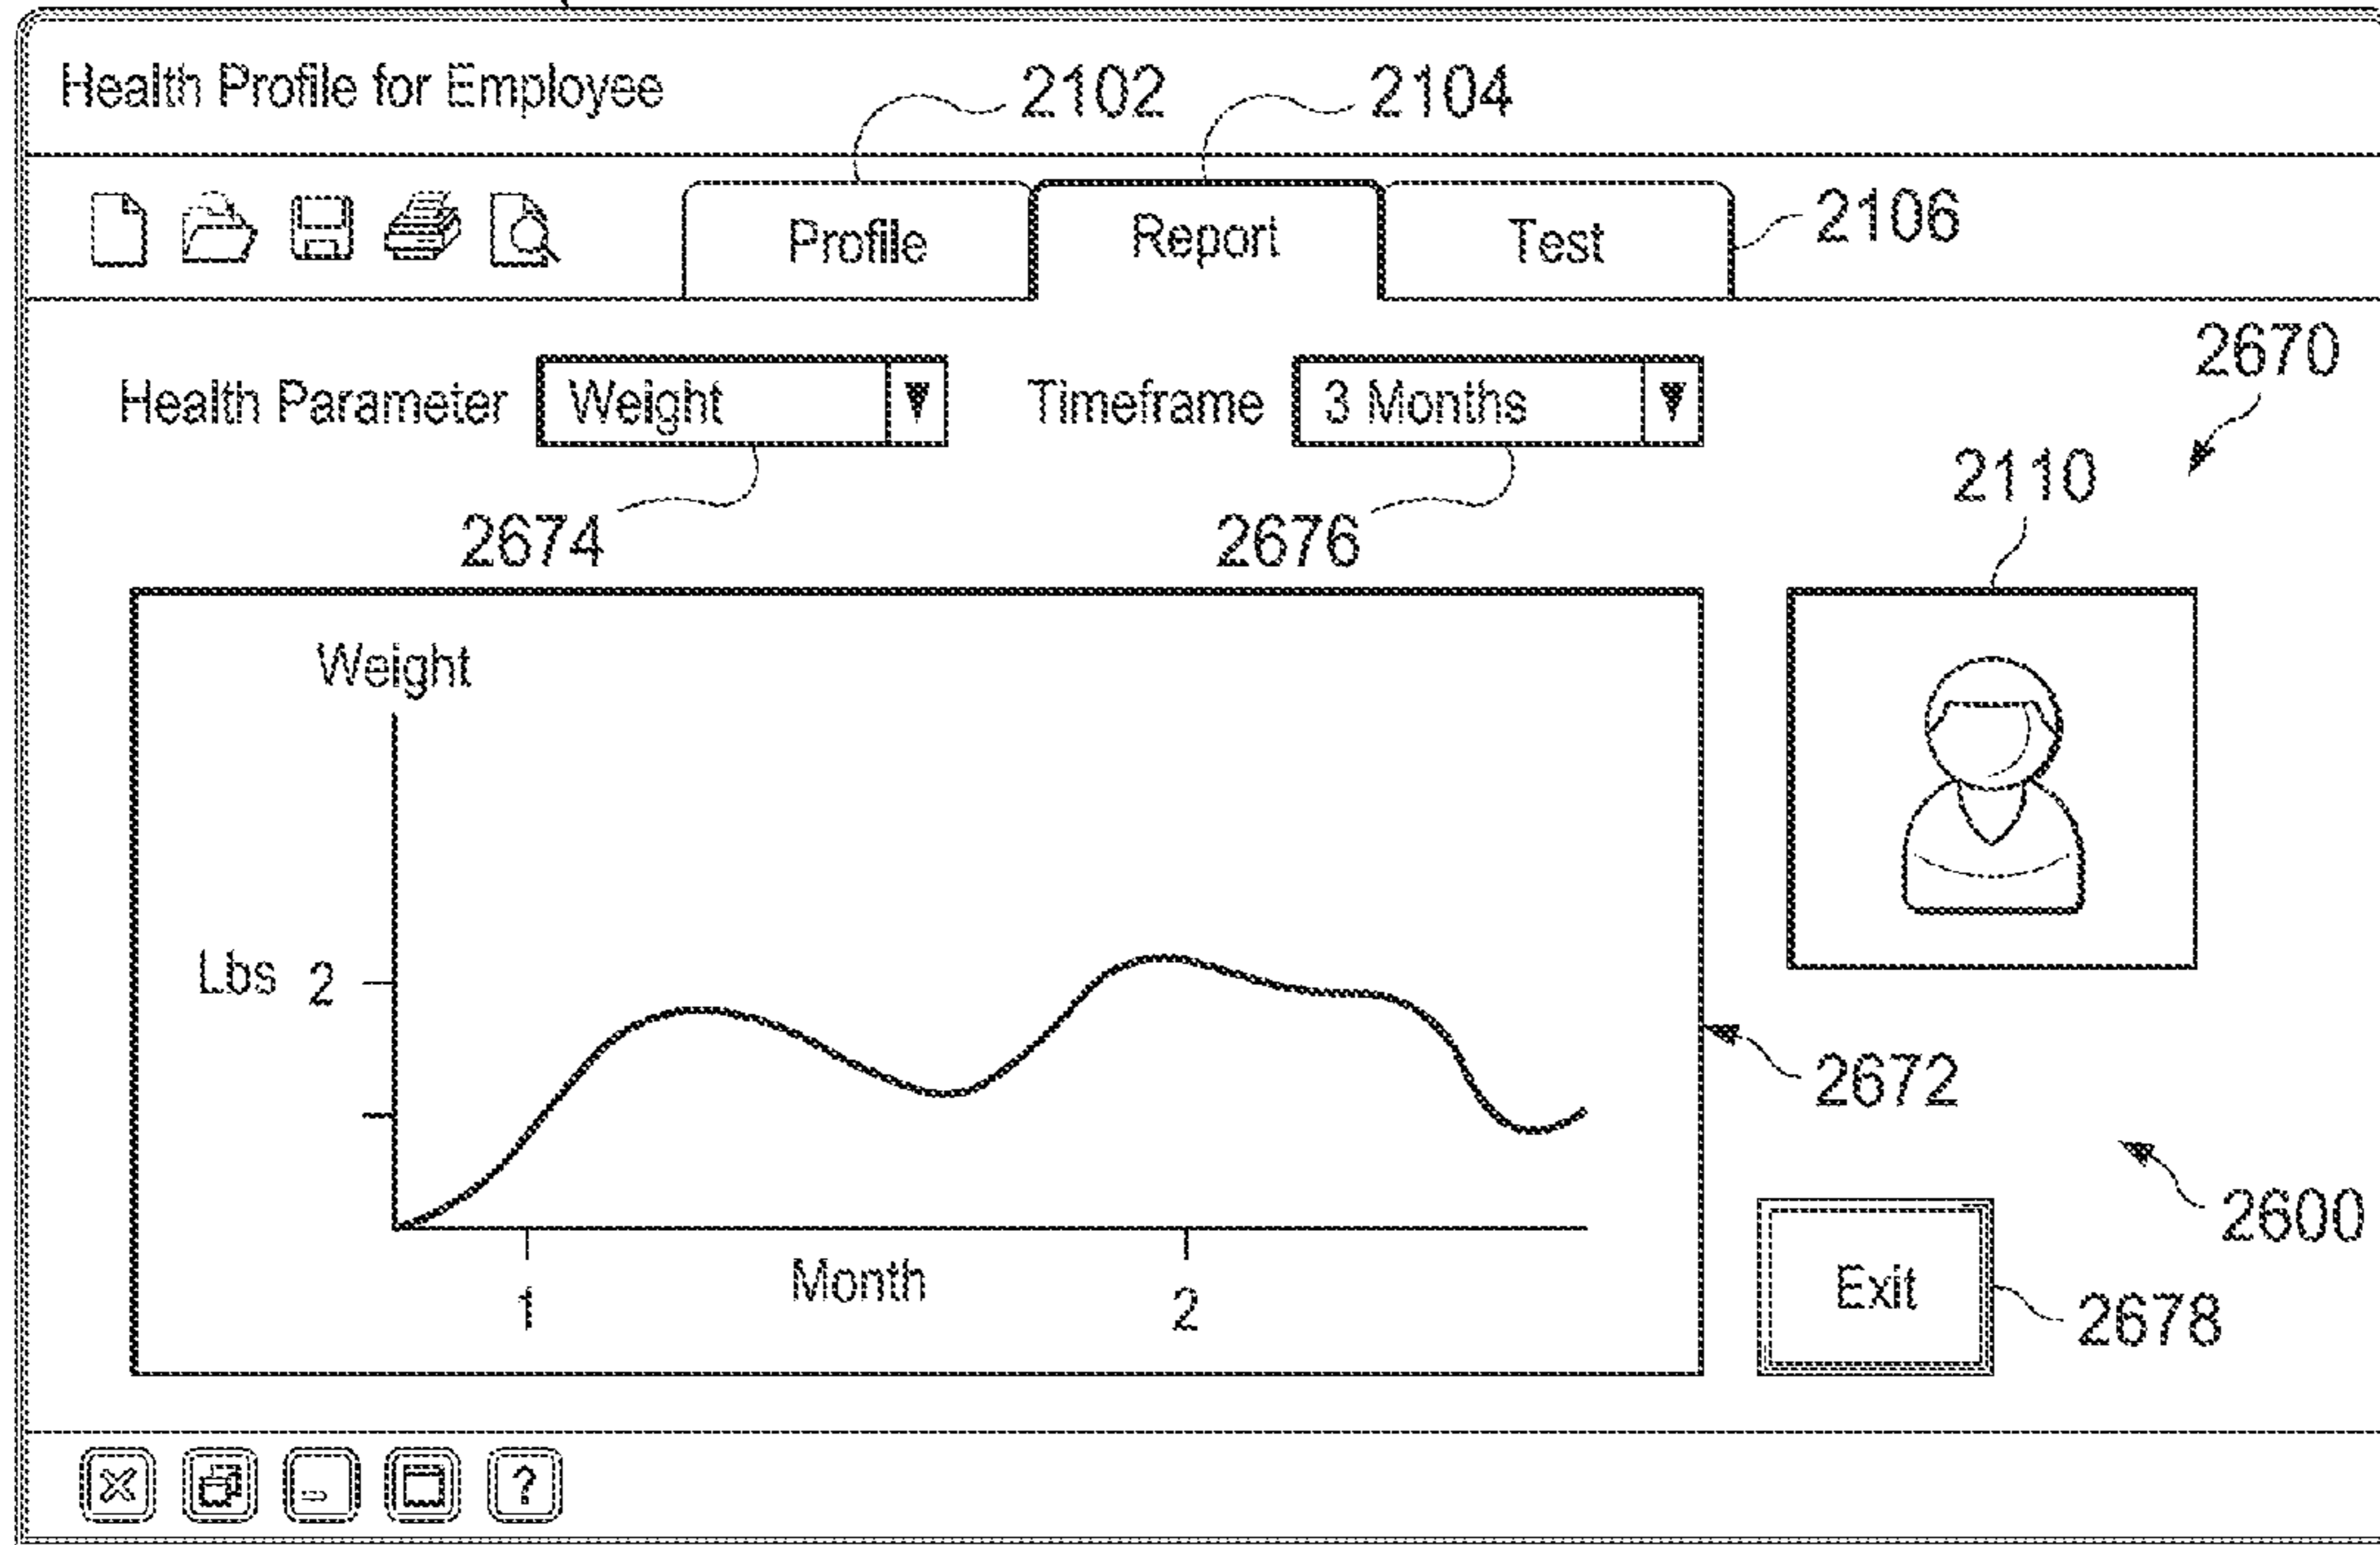 Health Profile for Employee
2102
2104
Profile
Report
Test
2106
Health Parameter
Weight
Timeframe
3 Months
2670
2674
2676
2110
Weight
Lbs 2
2672
2600
1
Month
2
Exit
2678
?